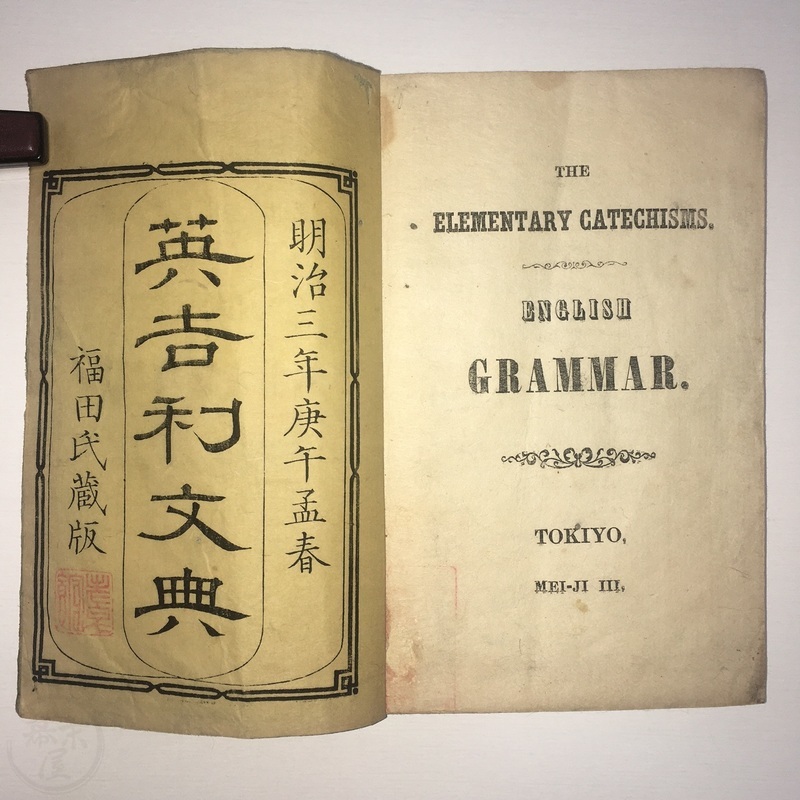 明治三年庚午孟春
英吉利文典
福田氏藏版
THE
ELEMENTARY CATECHISMS.
ENGLISH
GRAMMAR.
TOKIYO,
MEI-JI III,